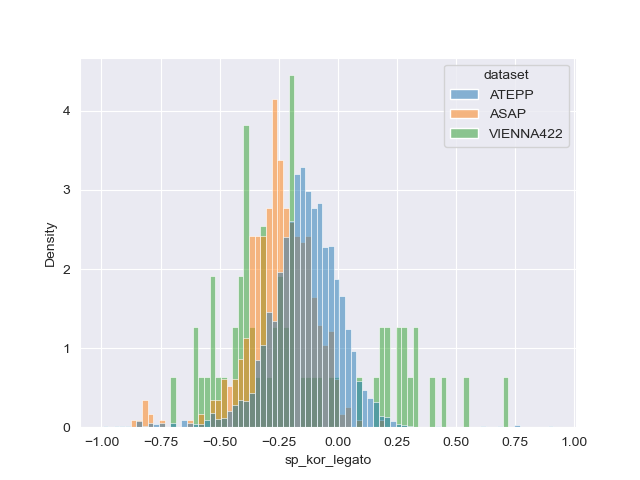 dataset
ATEPP
ASAP
VIENNA422
4
3
2
1
0
Density
−1.00 −0.75 −0.50 −0.25 0.00 0.25 0.50 0.75 1.00
sp_kor_legato